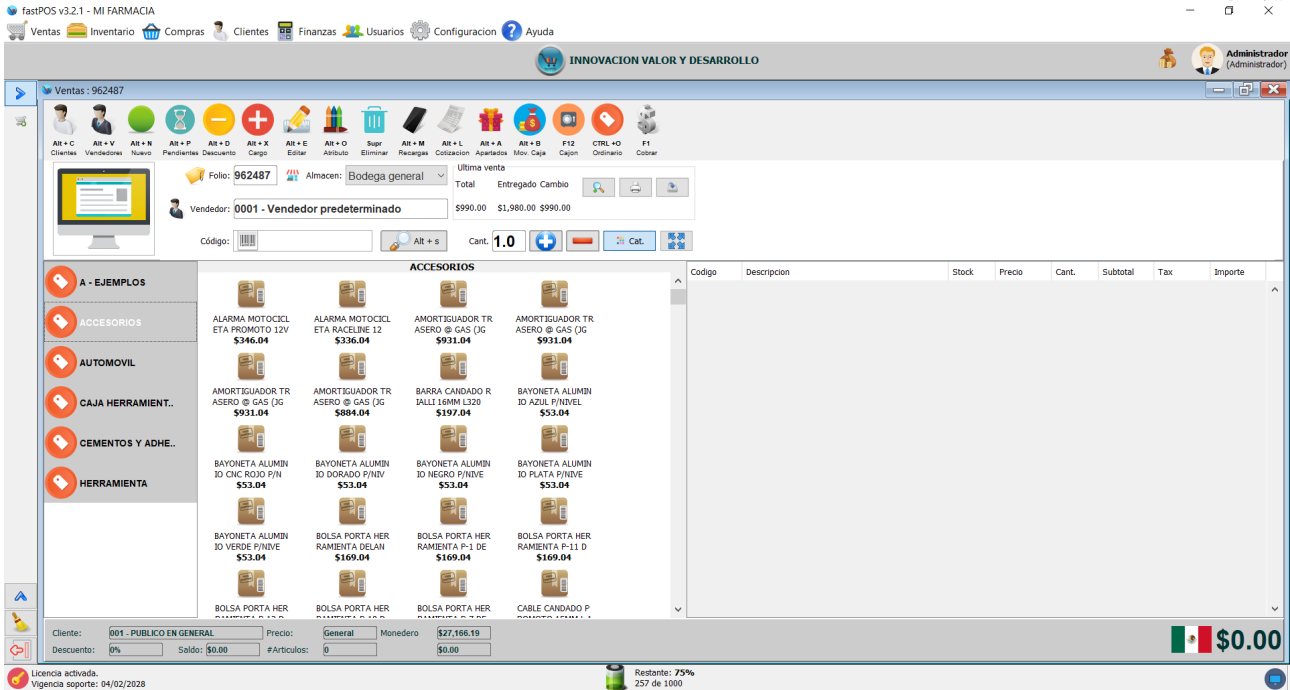 fastPOS v3.2.1 - MI FARMACIA
Ventas Inventario Compras Clientes Finanzas Usuarios Configuracion Ayuda
INNOVACION VALOR Y DESARROLLO
Administrador
(Administrador)
Ventas : 962487
Alt + C Alt + V Alt + N Alt + P Alt + D Alt + X Alt + E Alt + O Supr Alt + M Alt + L Alt + A Alt + B F12 CTRL +O F1
Clientes Vendedores Nuevo Pendientes Descuento Cargo Editar Atributo Eliminar Recargas Cotizacion Apartados Mov. Caja Cajon Ordinario Cobrar
Folio: 962487 Almacen: Bodega general
Ultima venta
Total Entregado Cambio
$990.00 $1,980.00 $990.00
Vendedor: 0001 - Vendedor predeterminado
Código: Alt + s Cant. 1.0 Cat.
A - EJEMPLOS
ACCESORIOS
AUTOMOVIL
CAJA HERRAMIENT..
CEMENTOS Y ADHE..
HERRAMIENTA
ACCESORIOS
ALARMA MOTOCICL ALARMA MOTOCICL AMORTIGUADOR TR AMORTIGUADOR TR
ETA PROMOTO 12V ETA RACELINE 12 ASERO @ GAS (JG ASERO @ GAS (JG
$346.04 $336.04 $931.04 $931.04
AMORTIGUADOR TR AMORTIGUADOR TR BARRA CANDADO R BAYONETA ALUMIN
ASERO @ GAS (JG ASERO @ GAS (JG IALLI 16MM L320 IO AZUL P/NIVEL
$931.04 $884.04 $197.04 $53.04
BAYONETA ALUMIN BAYONETA ALUMIN BAYONETA ALUMIN BAYONETA ALUMIN
IO CNC ROJO P/N IO DORADO P/NIV IO NEGRO P/NIVE IO PLATA P/NIVE
$53.04 $53.04 $53.04 $53.04
BAYONETA ALUMIN BOLSA PORTA HER BOLSA PORTA HER BOLSA PORTA HER
IO VERDE P/NIVE RAMIENTA DELAN RAMIENTA P-1 DE RAMIENTA P-11 D
$53.04 $169.04 $169.04 $169.04
BOLSA PORTA HER BOLSA PORTA HER BOLSA PORTA HER CABLE CANDADO P
Codigo Descripcion Stock Precio Cant. Subtotal Tax Importe
Cliente: 001 - PUBLICO EN GENERAL Precio: General Monedero $27,166.19
Descuento: 0% Saldo: $0.00 #Articulos: 0 $0.00
$0.00
Licencia activada.
Vigencia soporte: 04/02/2028
Restante: 75%
257 de 1000